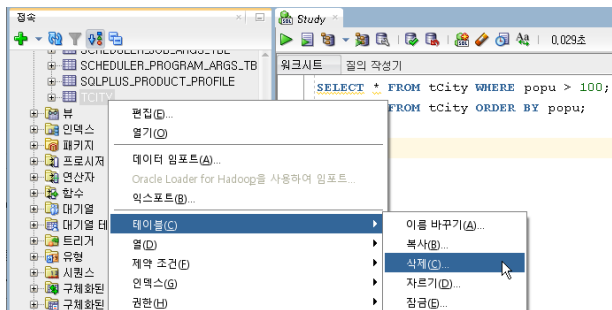 접속
Study
0,029초
SCHEDULER_JOB_ARGS_TBL
SCHEDULER_PROGRAM_ARGS_TB
SQLPLUS_PRODUCT_PROFILE
TCITY
뷰
인덱스
패키지
프로시저
연산자
함수
대기열
대기열 테
트리거
유형
시퀀스
구체화된
구체화된
워크시트 질의 작성기
SELECT * FROM tCity WHERE popu > 100;
FROM tCity ORDER BY popu;
편집(E)...
열기(O)
데이터 임포트(A)...
Oracle Loader for Hadoop을 사용하여 임포트...
익스포트(B)...
테이블(C)
열(D)
제약 조건(F)
인덱스(G)
권한(H)
이름 바꾸기(A)...
복사(B)...
삭제(C)...
자르기(D)...
잠금(E)...